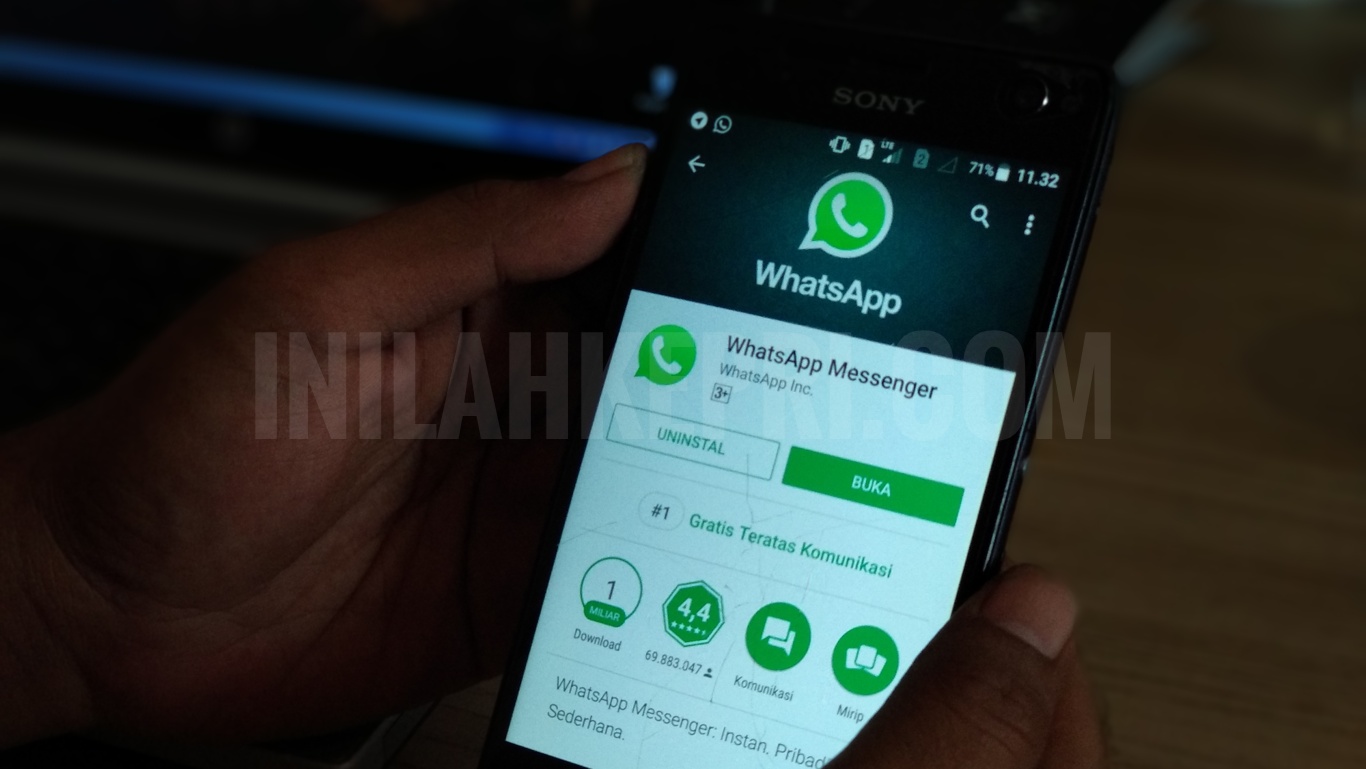 SONY
LTE
71% 11.32
WhatsApp
WhatsApp Messenger
WhatsApp Inc.
3+
INILAHKEPRI.COM
UNINSTAL
BUKA
#1 Gratis Teratas Komunikasi
1
MILIAR
4,4
Download
69.883.047
Komunikasi
Mirip
WhatsApp Messenger: Instan. Pribad
Sederhana.